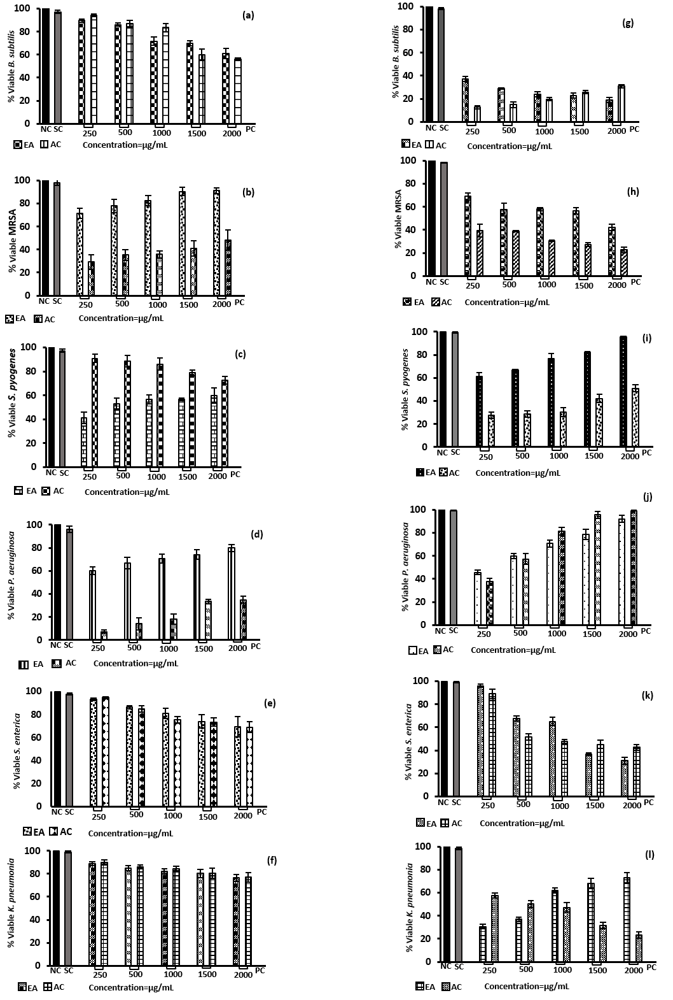 (a)
% Viable B. subtilis
100
80
60
40
20
0
NC SC 250 500 1000 1500 2000 PC
EA AC Concentration=µg/mL
(g)
% Viable B. subtilis
100
80
60
40
20
0
NC SC 250 500 1000 1500 2000 PC
EA AC Concentration=µg/mL
(b)
% Viable MRSA
100
80
60
40
20
0
NC SC 250 500 1000 1500 2000 PC
EA AC Concentration=µg/mL
(h)
% Viable MRSA
100
80
60
40
20
0
NC SC 250 500 1000 1500 2000 PC
EA AC Concentration=µg/mL
(c)
% Viable S. pyogenes
100
80
60
40
20
0
NC SC 250 500 1000 1500 2000 PC
EA AC Concentration=µg/mL
(i)
% Viable S. pyogenes
100
80
60
40
20
0
NC SC 250 500 1000 1500 2000 PC
EA AC Concentration=µg/mL
(d)
% Viable P. aeruginosa
100
80
60
40
20
0
NC SC 250 500 1000 1500 2000 PC
EA AC Concentration=µg/mL
(j)
% Viable P. aeruginosa
100
80
60
40
20
0
NC SC 250 500 1000 1500 2000 PC
EA AC Concentration=µg/mL
(e)
% Viable S. enterica
100
80
60
40
20
0
NC SC 250 500 1000 1500 2000 PC
EA AC Concentration=µg/mL
(k)
% Viable S. enterica
100
80
60
40
20
0
NC SC 250 500 1000 1500 2000 PC
EA AC Concentration=µg/mL
(f)
% Viable K. pneumonia
100
80
60
40
20
0
NC SC 250 500 1000 1500 2000 PC
EA AC Concentration=µg/mL
(l)
% Viable K. pneumonia
100
80
60
40
20
0
NC SC 250 500 1000 1500 2000 PC
EA AC Concentration=µg/mL